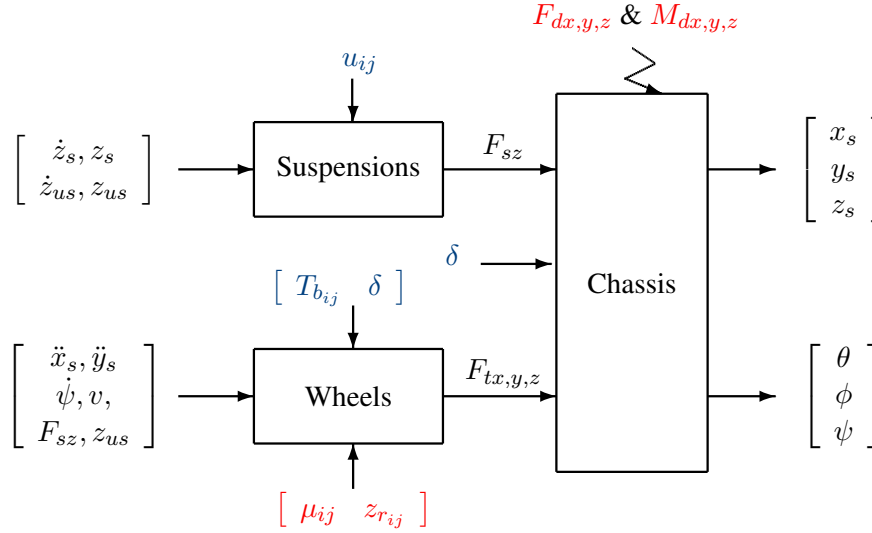 F_{dx,y,z} & M_{dx,y,z}
u_{ij}
[ ż_s, z_s
ż_{us}, z_{us} ]
Suspensions
F_{sz}
[ x_s
y_s
z_s ]
δ
[ T_{b_{ij}} δ ]
Chassis
[ ẍ_s, ÿ_s
ψ̇, v,
F_{sz}, z_{us} ]
Wheels
F_{tx,y,z}
[ θ
ϕ
ψ ]
[ μ_{ij} z_{r_{ij}} ]